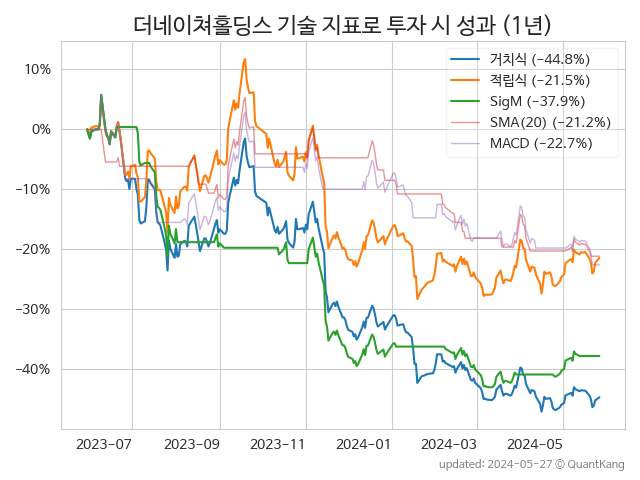 더네이쳐홀딩스 기술 지표로 투자 시 성과 (1년)
거치식 (−44.8%)
적립식 (−21.5%)
SigM (−37.9%)
SMA(20) (−21.2%)
MACD (−22.7%)
10%
0%
−10%
−20%
−30%
−40%
2023−07 2023−09 2023−11 2024−01 2024−03 2024−05
updated: 2024−05−27 © QuantKang